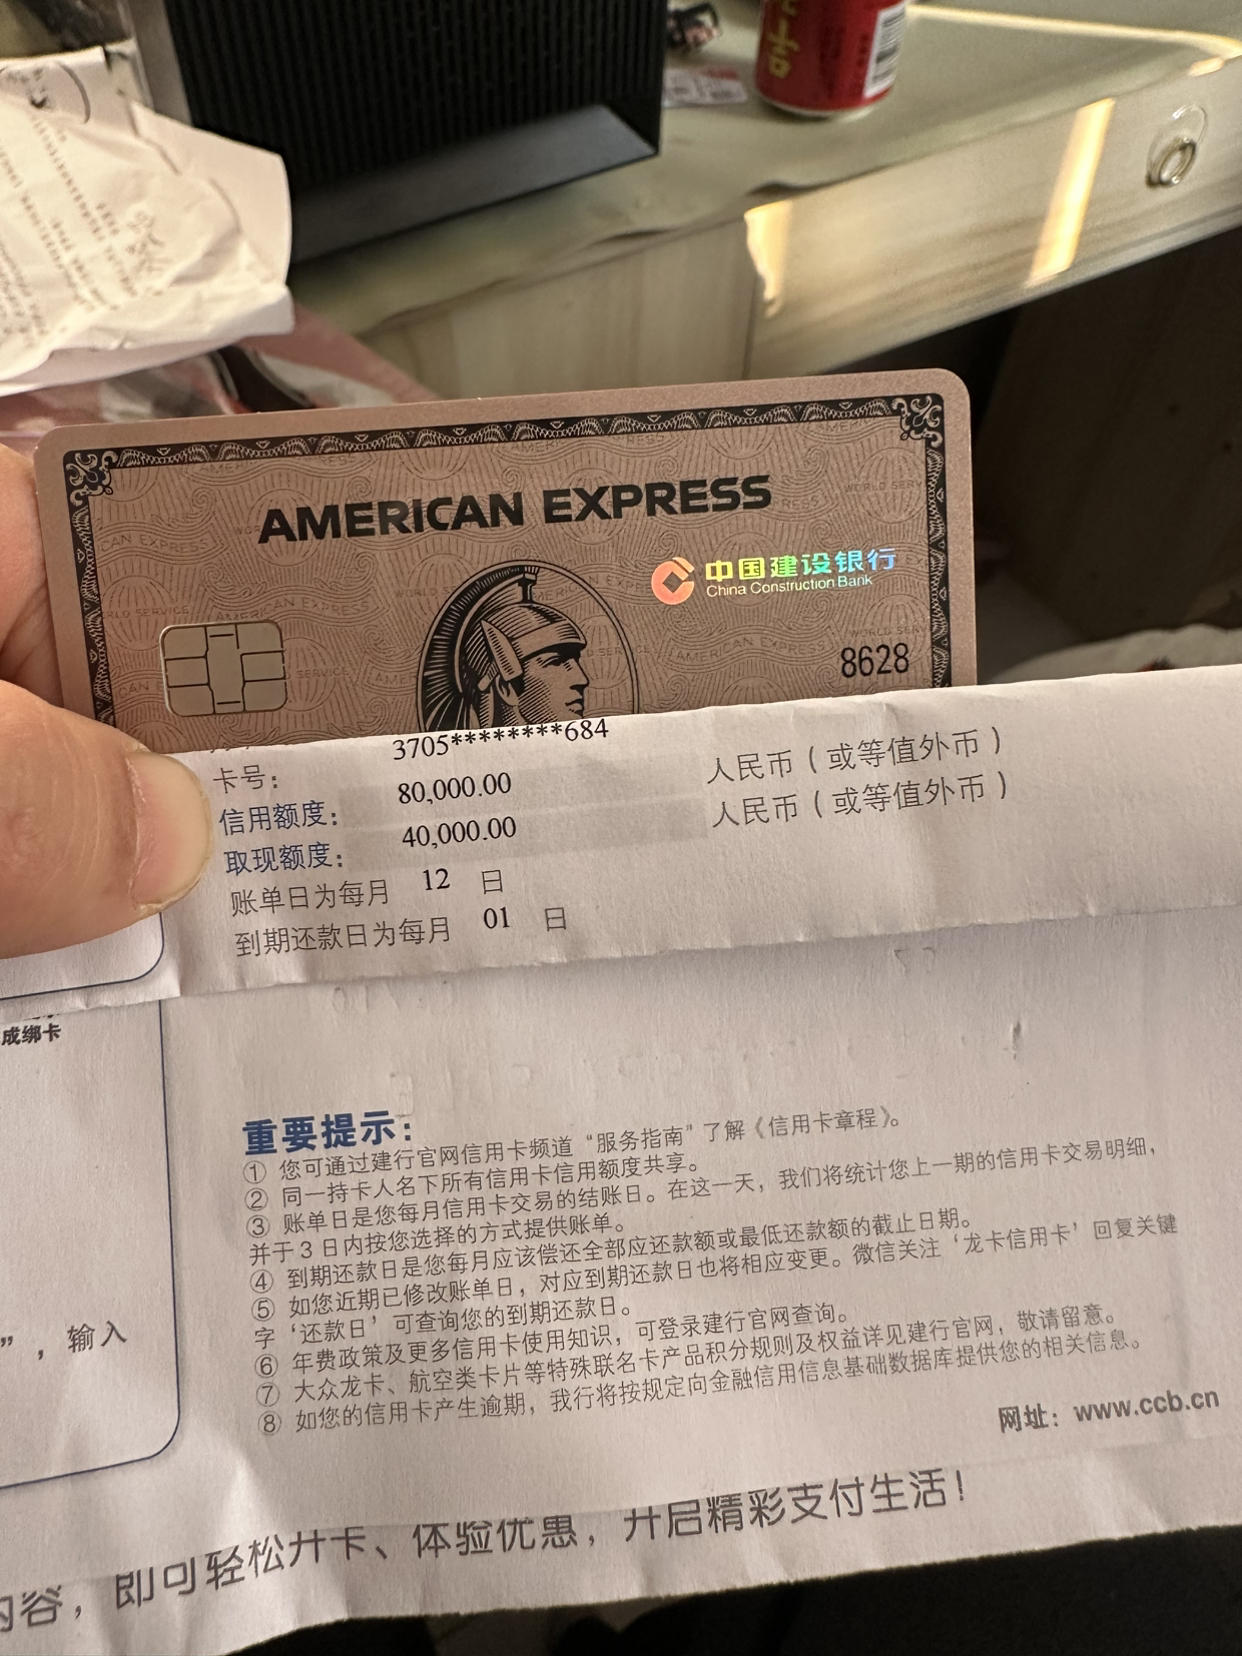 AMERICAN EXPRESS
中国建设银行
China Construction Bank
8628
卡号： 3705********684
信用额度： 80,000.00 人民币（或等值外币）
取现额度： 40,000.00 人民币（或等值外币）
账单日为每月 12 日
到期还款日为每月 01 日
成绑卡
”，输入
重要提示：
① 您可通过建行官网信用卡频道“服务指南”了解《信用卡章程》。
② 同一持卡人名下所有信用卡信用额度共享。
③ 账单日是您每月信用卡交易的结账日。在这一天，我们将统计您上一期的信用卡交易明细，
并于3日内按您选择的方式提供账单。
④ 到期还款日是您每月应该偿还全部应还款额或最低还款额的截止日期。
⑤ 如您近期已修改账单日，对应到期还款日也将相应变更。微信关注‘龙卡信用卡’回复关键
字‘还款日’可查询您的到期还款日。
⑥ 年费政策及更多信用卡使用知识，可登录建行官网查询。
⑦ 大众龙卡、航空类卡片等特殊联名卡产品积分规则及权益详见建行官网，敬请留意。
⑧ 如您的信用卡产生逾期，我行将按规定向金融信用信息基础数据库提供您的相关信息。
网址：www.ccb.cn
内容，即可轻松开卡、体验优惠，开启精彩支付生活！